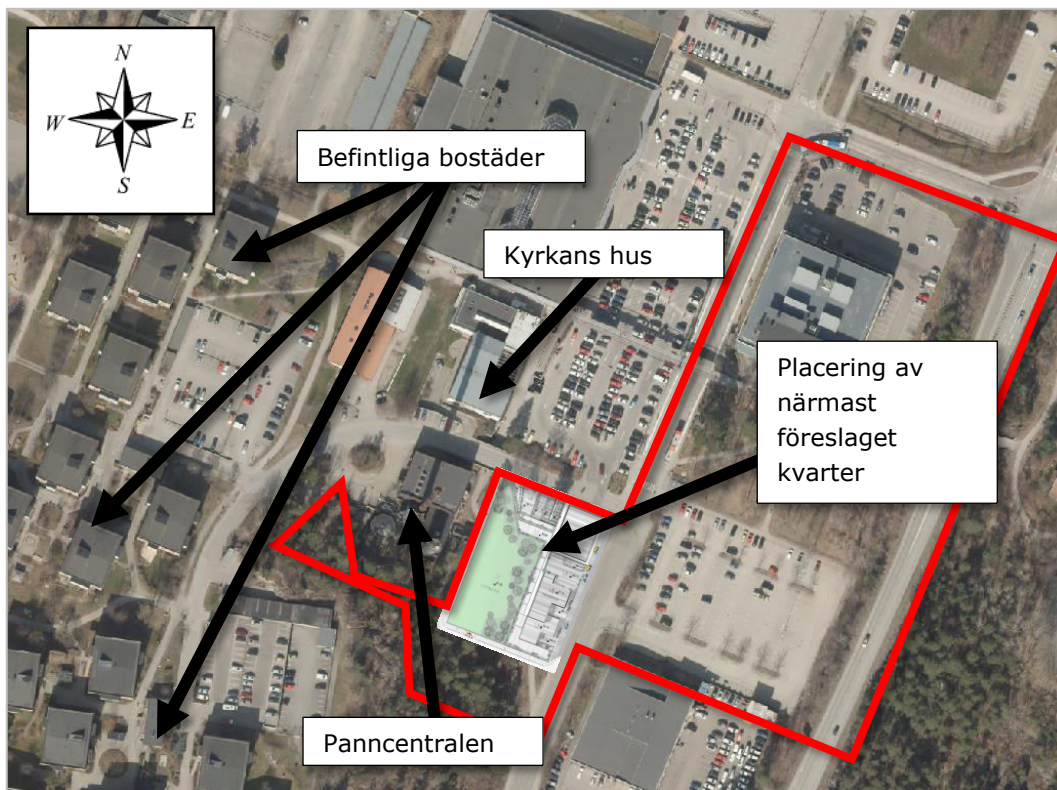 N
W E
S
Befintliga bostäder
Kyrkans hus
Placering av
närmast
föreslaget
kvarter
Panncentralen